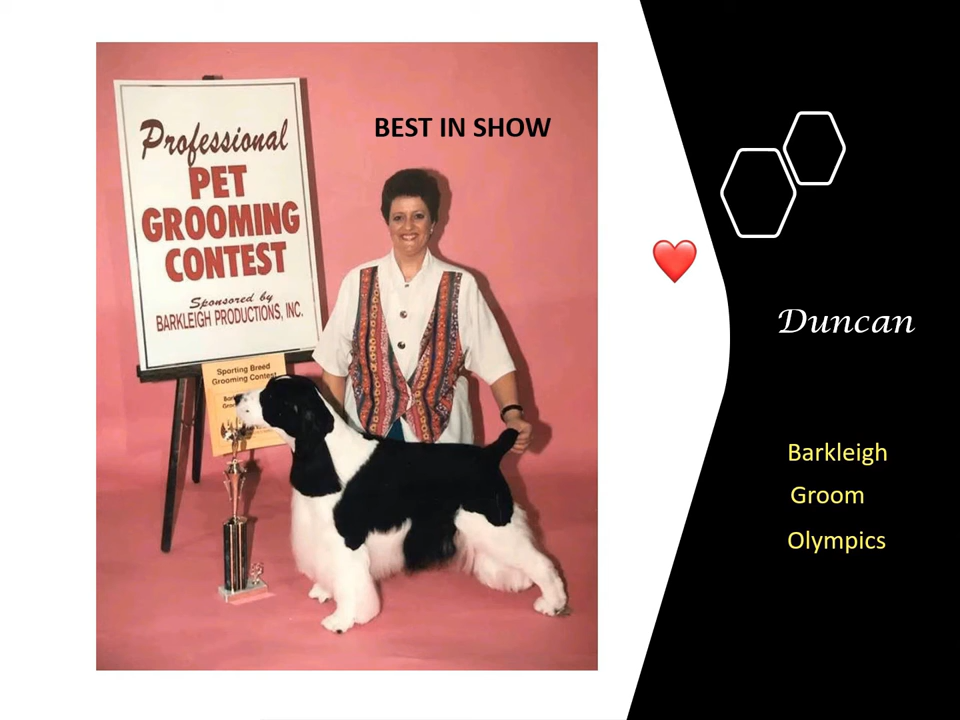 Professional
PET
GROOMING
CONTEST
Sponsored by
BARKLEIGH PRODUCTIONS, INC.
Sporting Breed
Grooming Contest
BEST IN SHOW
Duncan
Barkleigh
Groom
Olympics